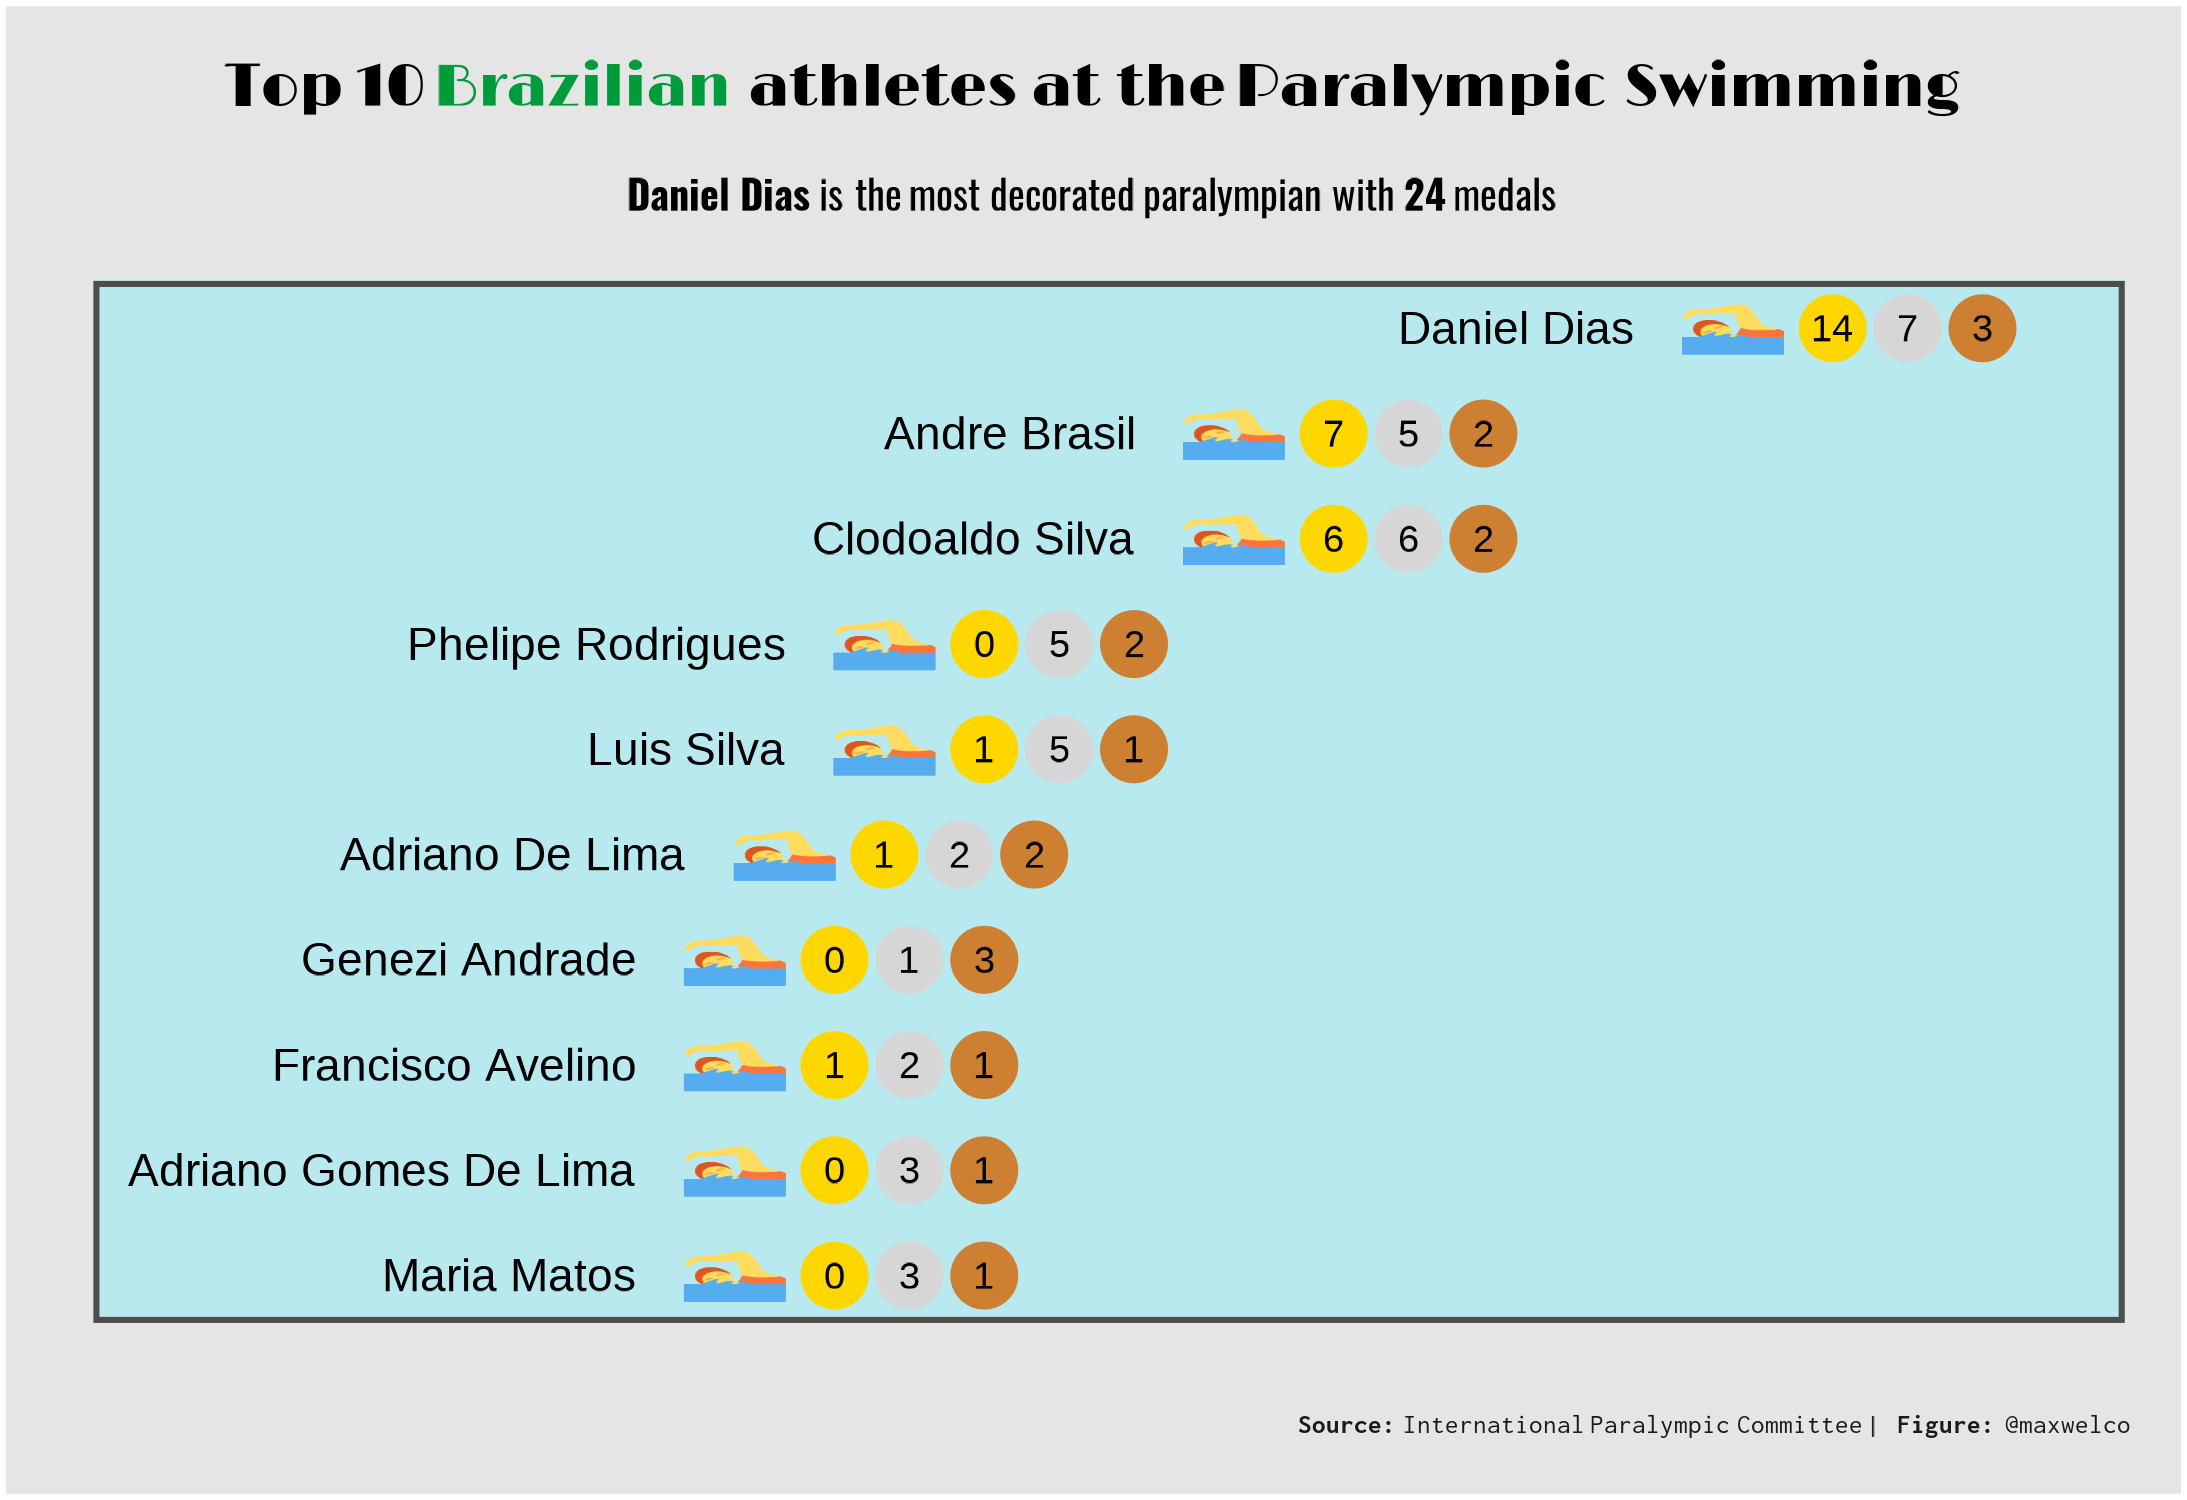 Top 10 Brazilian athletes at the Paralympic Swimming
Daniel Dias is the most decorated paralympian with 24 medals
Daniel Dias 14 7 3
Andre Brasil 7 5 2
Clodoaldo Silva 6 6 2
Phelipe Rodrigues 0 5 2
Luis Silva 1 5 1
Adriano De Lima 1 2 2
Genezi Andrade 0 1 3
Francisco Avelino 1 2 1
Adriano Gomes De Lima 0 3 1
Maria Matos 0 3 1
Source: International Paralympic Committee | Figure: @maxwelco